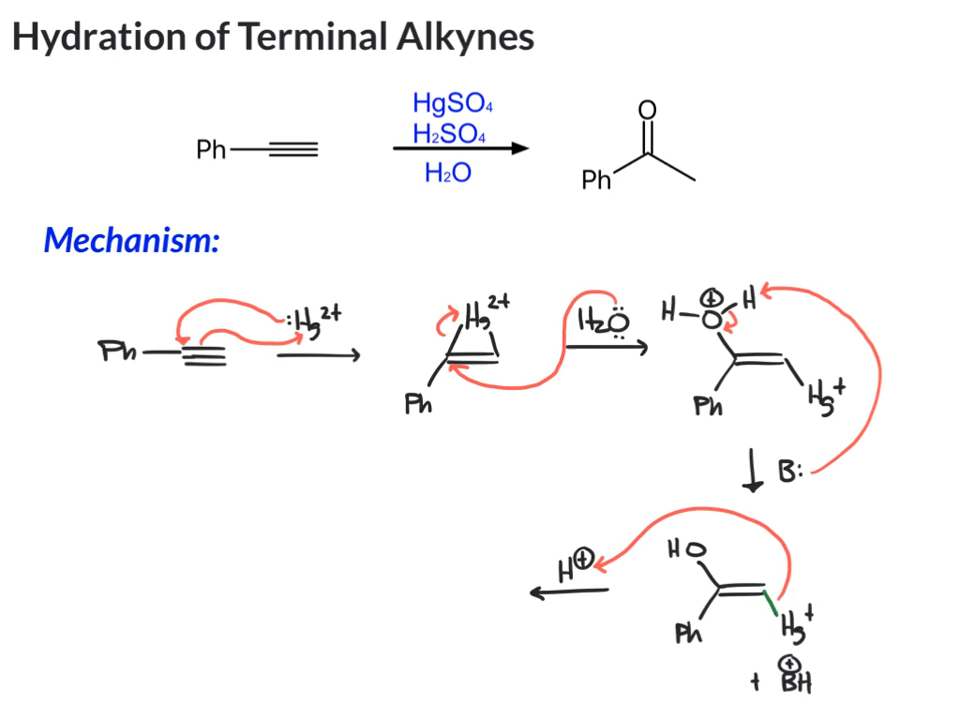 Hydration of Terminal Alkynes
HgSO₄
H₂SO₄
H₂O
Ph
O
Ph
Mechanism:
Ph
:Hg²⁺
Hg²⁺
Ph
H₂Ö
H-O-H ⊕
Ph
Hg⁺
B:
H⊕
HO
Ph
Hg⁺
+ BH ⊕